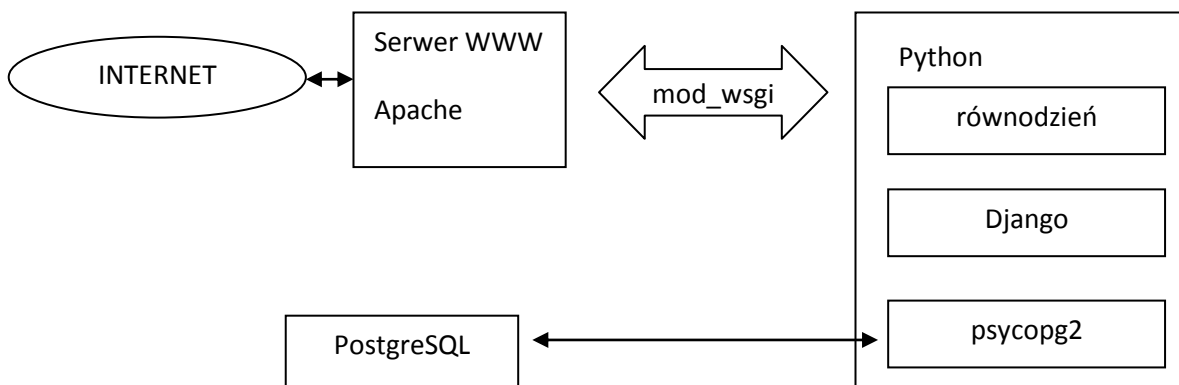 INTERNET
Serwer WWW
Apache
mod_wsgi
Python
równodzień
Django
psycopg2
PostgreSQL